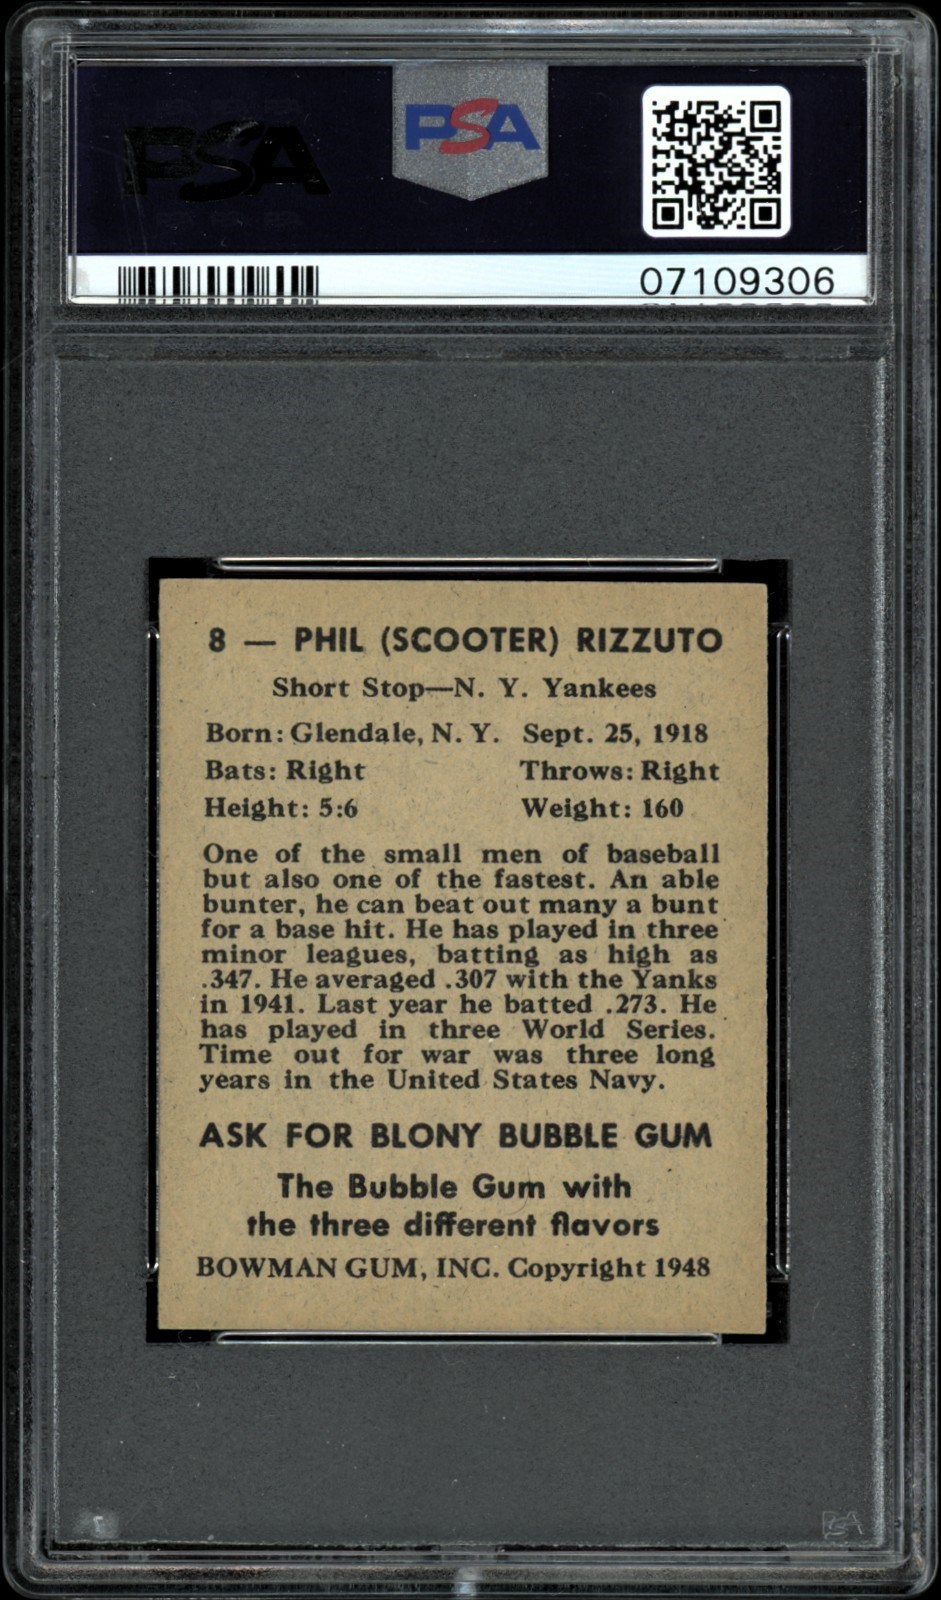 PSA
PSA
07109306
8 — PHIL (SCOOTER) RIZZUTO
Short Stop—N. Y. Yankees
Born: Glendale, N. Y. Sept. 25, 1918
Bats: Right Throws: Right
Height: 5:6 Weight: 160
One of the small men of baseball
but also one of the fastest. An able
bunter, he can beat out many a bunt
for a base hit. He has played in three
minor leagues, batting as high as
.347. He averaged .307 with the Yanks
in 1941. Last year he batted .273. He
has played in three World Series.
Time out for war was three long
years in the United States Navy.
ASK FOR BLONY BUBBLE GUM
The Bubble Gum with
the three different flavors
BOWMAN GUM, INC. Copyright 1948
PSA